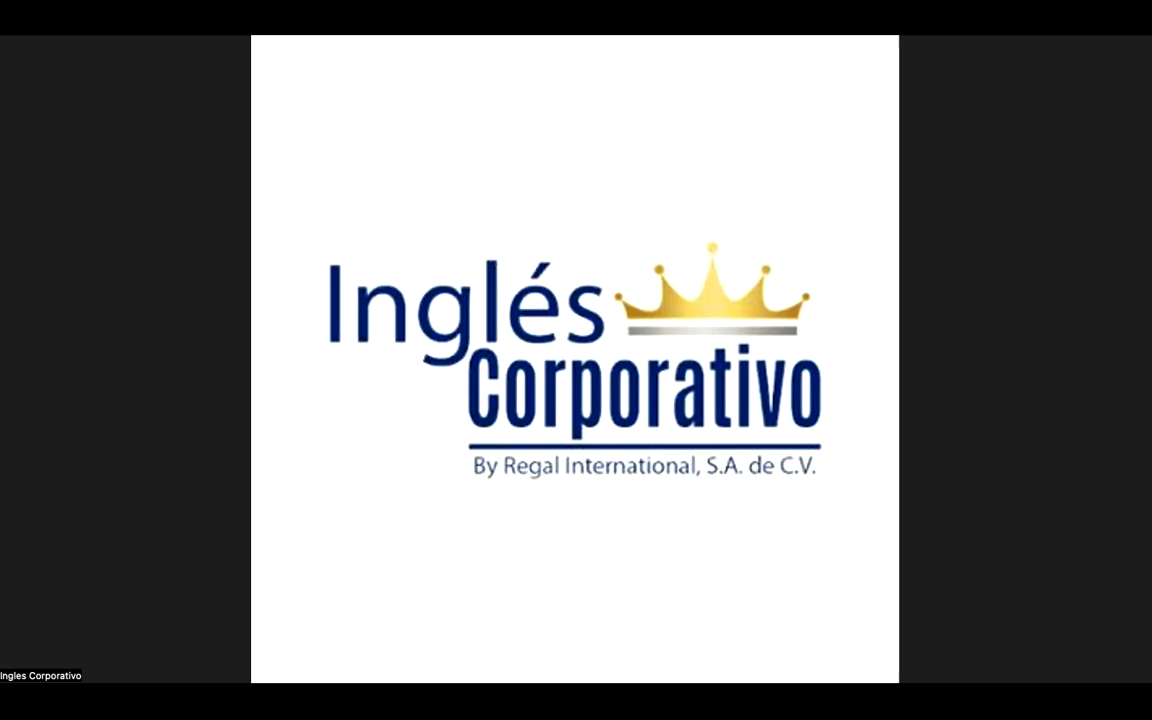 Inglés
Corporativo
By Regal International, S.A. de C.V.
Ingles Corporativo